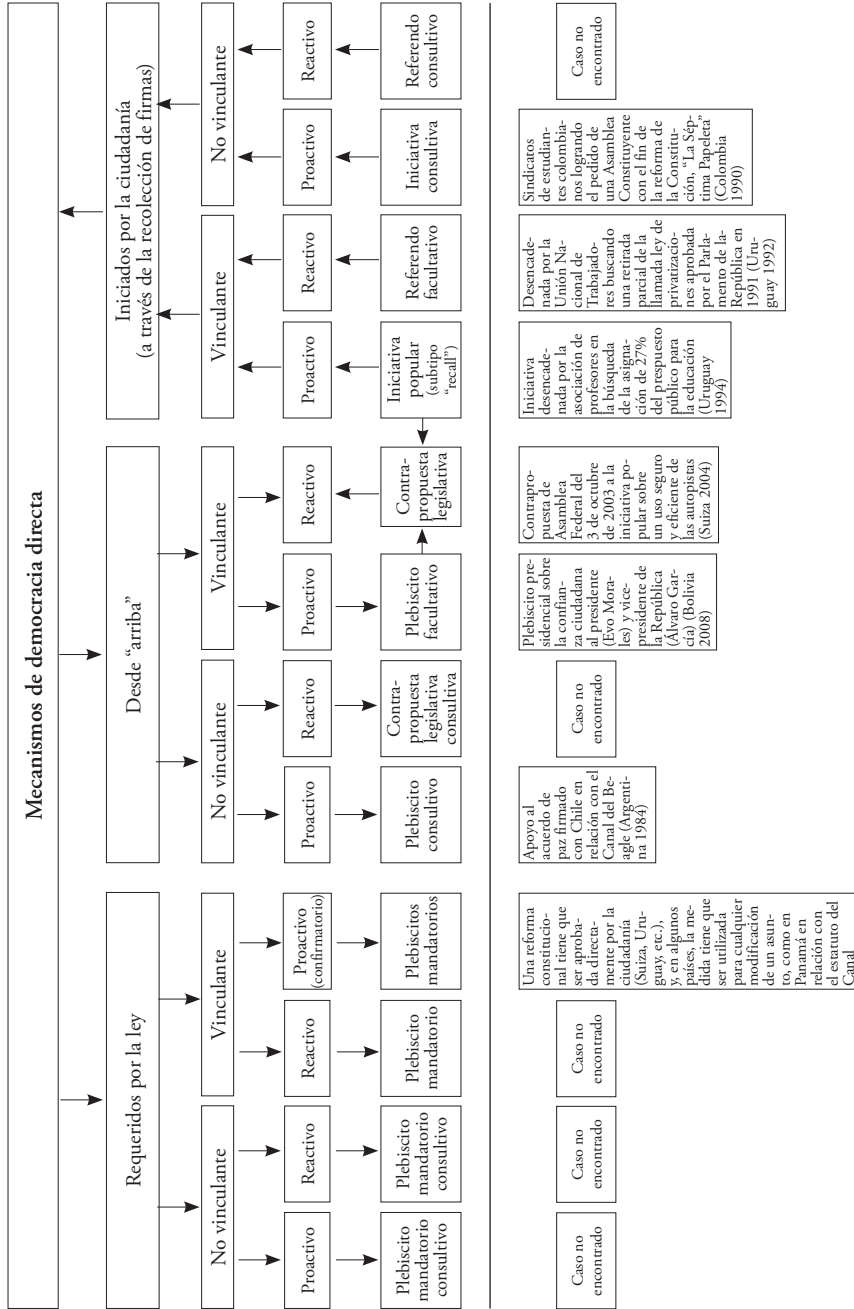 Mecanismos de democracia directa
Requeridos por la ley
Desde “arriba”
Iniciados por la ciudadanía
(a través de la recolección de firmas)
No vinculante
Vinculante
No vinculante
Vinculante
Vinculante
No vinculante
Proactivo
Reactivo
Reactivo
Proactivo
(confirmatorio)
Proactivo
Reactivo
Proactivo
Reactivo
Proactivo
Reactivo
Proactivo
Reactivo
Plebiscito
mandatorio
consultivo
Plebiscito
mandatorio
consultivo
Plebiscito
mandatorio
Plebiscitos
mandatorios
Plebiscito
consultivo
Contra-
propuesta
legislativa
consultiva
Plebiscito
facultativo
Contra-
propuesta
legislativa
Iniciativa
popular
(subtipo
“recall”)
Referendo
facultativo
Iniciativa
consultiva
Referendo
consultivo
Caso no
encontrado
Caso no
encontrado
Caso no
encontrado
Una reforma
constitucio-
nal tiene que
ser aproba-
da directa-
mente por la
ciudadanía
(Suiza, Uru-
guay, etc.),
y, en algunos
países, la me-
dida tiene que
ser utilizada
para cualquier
modificación
de un asun-
to, como en
Panamá en
relación con
el estatuto del
Canal
Apoyo al
acuerdo de
paz firmado
con Chile en
relación con el
Canal del Be-
agle (Argenti-
na 1984)
Caso no
encontrado
Plebiscito pre-
sidencial sobre
la confian-
za ciudadana
al presidente
(Evo Mora-
les) y vice-
presidente de
la República
(Álvaro Gar-
cía) (Bolivia
2008)
Contrapro-
puesta de
Asamblea
Federal del
3 de octubre
de 2003 a la
iniciativa po-
pular sobre
un uso seguro
y eficiente de
las autopistas
(Suiza 2004)
Iniciativa
desencade-
nada por la
asociación de
profesores en
la búsqueda
de la asigna-
ción de 27%
del prespuesto
público para
la educación
(Uruguay
1994)
Desencade-
nada por la
Unión Na-
cional de
Trabajado-
res buscando
una retirada
parcial de la
llamada ley de
privatizacio-
nes aprobada
por el Parla-
mento de la-
República en
1991 (Uru-
guay 1992)
Sindicatos
de estudian-
tes colombia-
nos logrando
el pedido de
una Asamblea
Constituyente
con el fin de
la reforma de
la Constitu-
ción, “La Sép-
tima Papeleta”
(Colombia
1990)
Caso no
encontrado